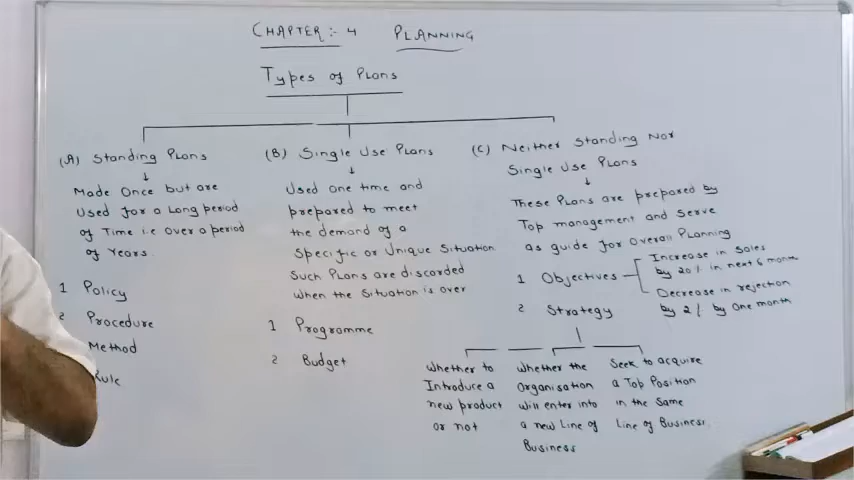 CHAPTER:- 4 PLANNING
Types of Plans
(A) Standing Plans
Made Once but are
Used for a Long period
of Time i.e over a period
of Years.
1 Policy
2 Procedure
Method
Rule
(B) Single Use Plans
Used one time and
prepared to meet
the demand of a
Specific or Unique Situation
Such Plans are discarded
when the Situation is over
1 Programme
2 Budget
(C) Neither Standing Nor
Single Use Plans
These Plans are prepared by
Top management and Serve
as guide for Overall Planning
1 Objectives
Increase in Sales
by 20% in next 6 month
Decrease in rejection
by 2% by One month
2 Strategy
Whether to
Introduce a
new product
or not
Whether the
Organisation
will enter into
a new Line of
Business
Seek to acquire
a Top Position
in the Same
Line of Business.